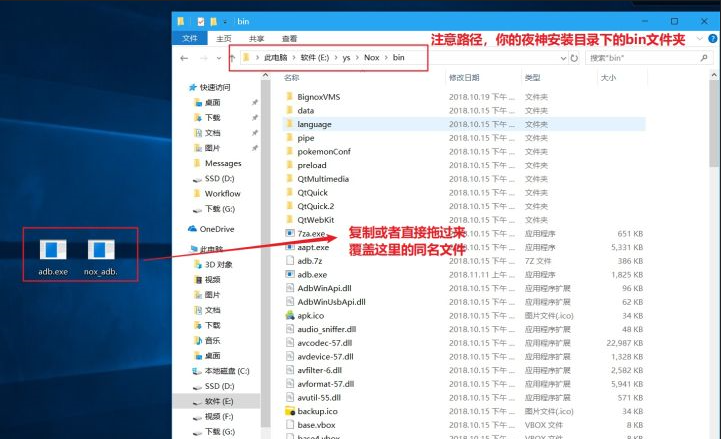 bin
文件 主页 共享 查看
注意路径，你的夜神安装目录下的bin文件夹
此电脑 > 软件 (E:) > ys > Nox > bin
搜索"bin"
名称 修改日期 类型 大小
快速访问
桌面
下载
文档
图片
Messages
SSD (D:)
Workflow
下载 (G:)
OneDrive
此电脑
3D 对象
视频
图片
文档
下载
音乐
桌面
本地磁盘 (C:)
SSD (D:)
软件 (E:)
视频 (F:)
下载 (G:)
BignoxVMS 2018.10.19 下午 ... 文件夹
data 2018.10.15 下午 ... 文件夹
language 2018.10.15 下午 ... 文件夹
pipe 2018.10.15 下午 ... 文件夹
pokemonConf 2018.10.15 下午 ... 文件夹
preload 2018.10.15 下午 ... 文件夹
QtMultimedia 2018.10.15 下午 ... 文件夹
QtQuick 2018.10.15 下午 ... 文件夹
QtQuick.2 2018.10.15 下午 ... 文件夹
QtWebKit 2018.10.15 下午 ... 文件夹
7za.exe 2018.10.15 下午 ... 应用程序 651 KB
aapt.exe 2018.10.15 下午 ... 应用程序 5,331 KB
adb.7z 2018.10.15 下午 ... 7Z 文件 386 KB
adb.exe 2018.11.11 上午 ... 应用程序 1,825 KB
AdbWinApi.dll 2018.10.15 下午 ... 应用程序扩展 96 KB
AdbWinUsbApi.dll 2018.10.15 下午 ... 应用程序扩展 62 KB
apk.ico 2018.10.15 下午 ... 图片文件(.ico) 34 KB
audio_sniffer.dll 2018.10.15 下午 ... 应用程序扩展 48 KB
avcodec-57.dll 2018.10.15 下午 ... 应用程序扩展 22,987 KB
avdevice-57.dll 2018.10.15 下午 ... 应用程序扩展 1,328 KB
avfilter-6.dll 2018.10.15 下午 ... 应用程序扩展 2,582 KB
avformat-57.dll 2018.10.15 下午 ... 应用程序扩展 5,941 KB
avutil-55.dll 2018.10.15 下午 ... 应用程序扩展 571 KB
backup.ico 2018.10.15 下午 ... 图片文件(.ico) 34 KB
base.vbox 2018.10.15 下午 ... VBOX 文件 8 KB
复制或者直接拖过来
覆盖这里的同名文件
adb.exe nox_adb.